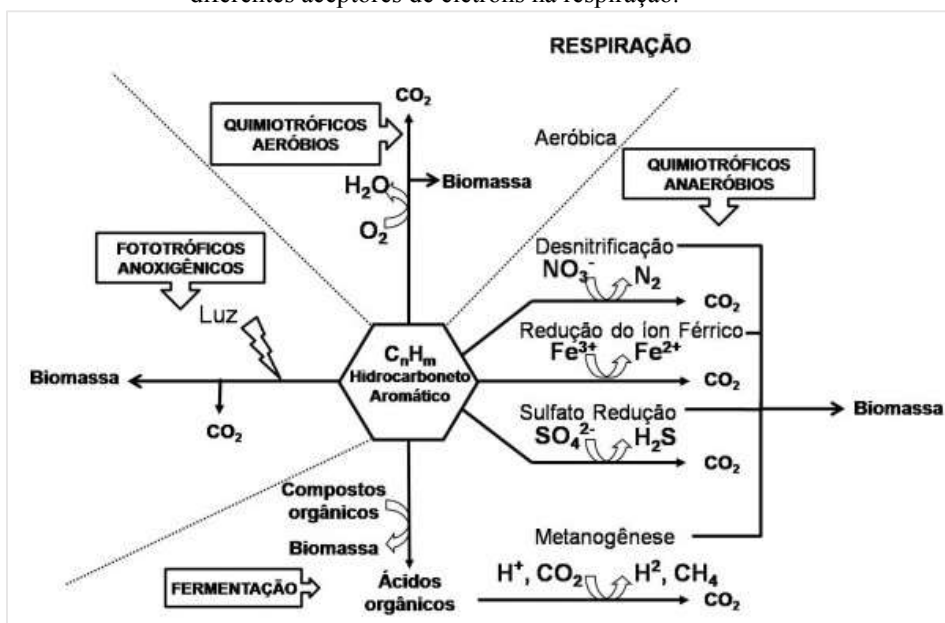 diferentes aceptores de elétrons na respiração.
RESPIRAÇÃO
CO₂
QUIMIOTRÓFICOS
AERÓBIOS
Aeróbica
QUIMIOTRÓFICOS
ANAERÓBIOS
H₂O
Biomassa
O₂
FOTOTRÓFICOS
ANOXIGÊNICOS
Luz
Desnitrificação
NO₃⁻
N₂
CO₂
Redução do íon Férrico
Fe³⁺
Fe²⁺
CO₂
CₙHₘ
Hidrocarboneto
Aromático
Biomassa
CO₂
Biomassa
Sulfato Redução
SO₄²⁻
H₂S
CO₂
Compostos
orgânicos
Biomassa
Metanogênese
H⁺, CO₂
H², CH₄
CO₂
FERMENTAÇÃO
Ácidos
orgânicos